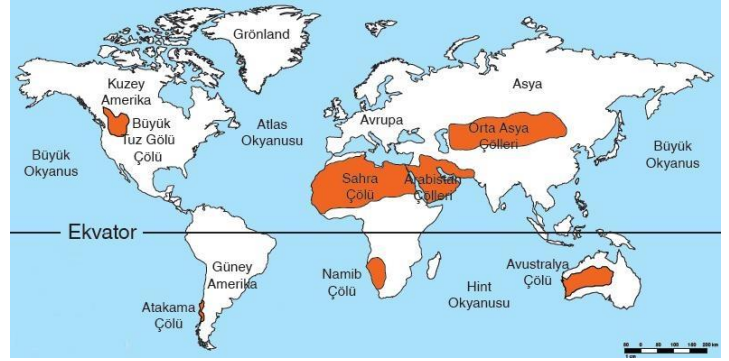 Grönland
Kuzey
Amerika
Asya
Büyük
Tuz Gölü
Çölü
Atlas
Okyanusu
Avrupa
Orta Asya
Çölleri
Büyük
Okyanus
Büyük
Okyanus
Sahra
Çölü
Arabistan
Çölleri
Ekvator
Güney
Amerika
Namib
Çölü
Hint
Okyanusu
Avustralya
Çölü
Atakama
Çölü